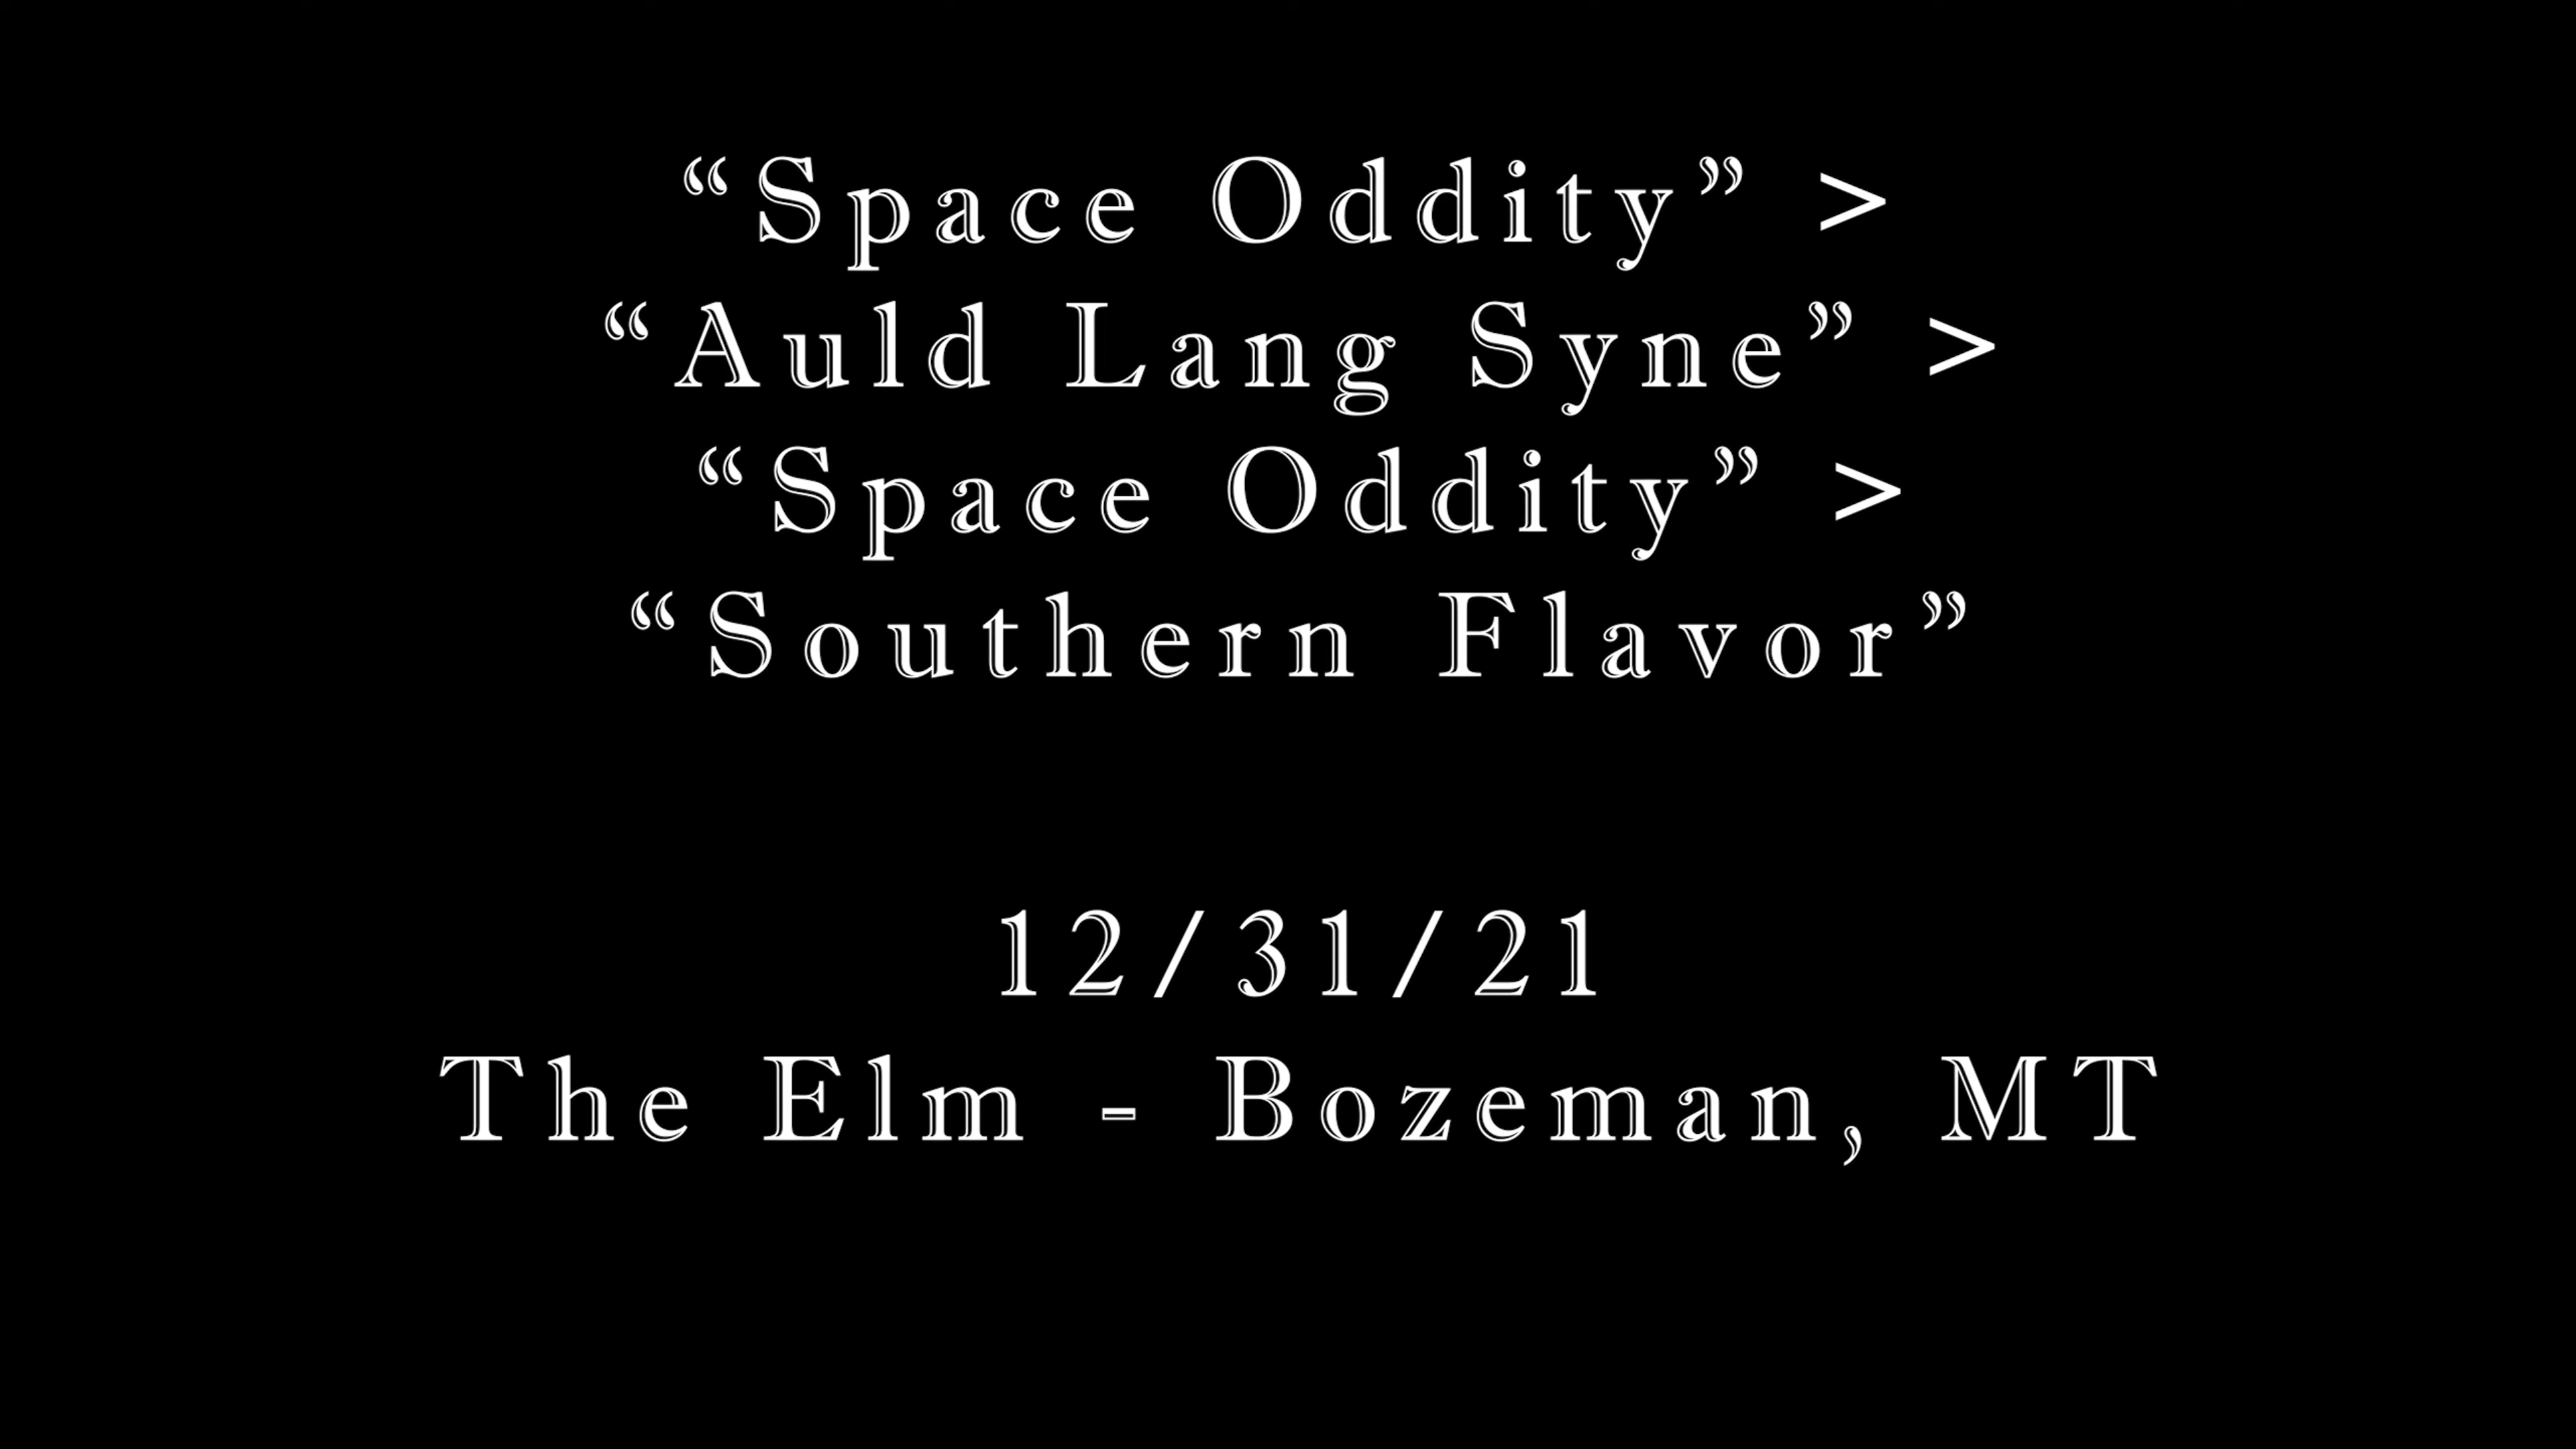 “Space Oddity” >
“Auld Lang Syne” >
“Space Oddity” >
“Southern Flavor”
12/31/21
The Elm - Bozeman, MT